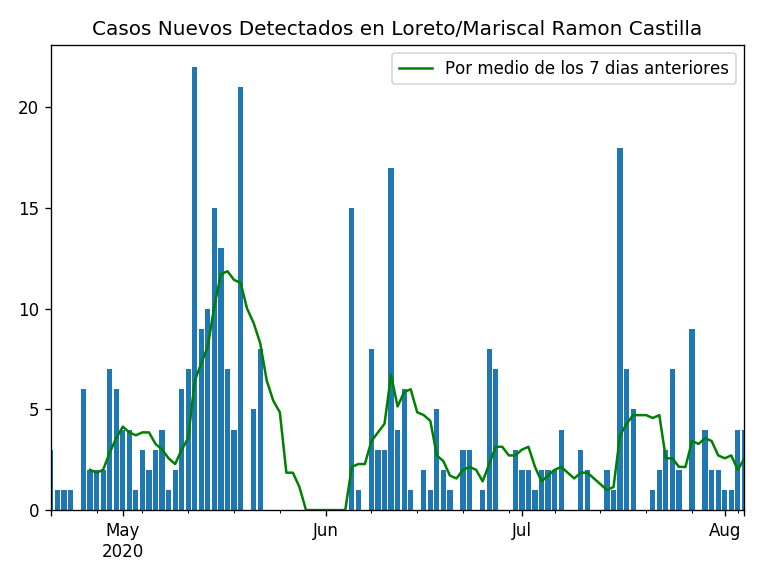 Casos Nuevos Detectados en Loreto/Mariscal Ramon Castilla
Por medio de los 7 dias anteriores
20
15
10
5
0
May
2020
Jun
Jul
Aug